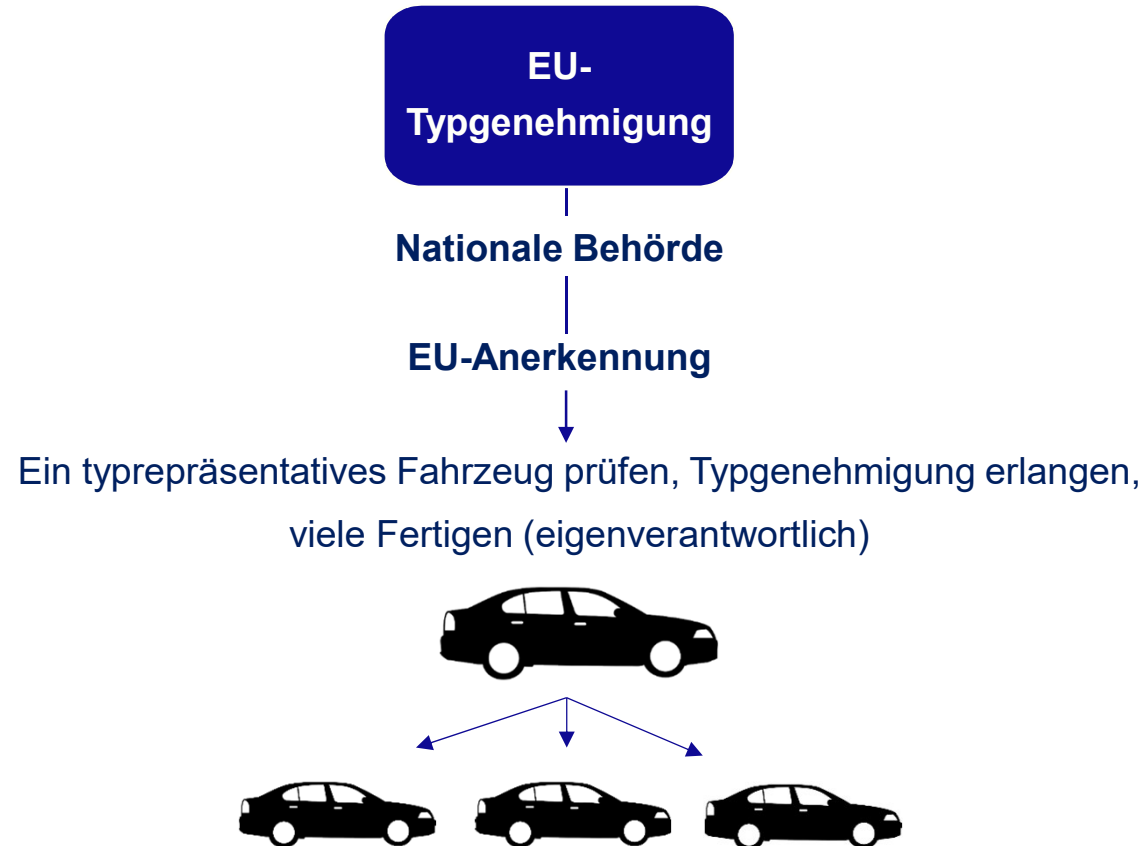 EU-
Typgenehmigung
Nationale Behörde
EU-Anerkennung
Ein typrepräsentatives Fahrzeug prüfen, Typgenehmigung erlangen,
viele Fertigen (eigenverantwortlich)